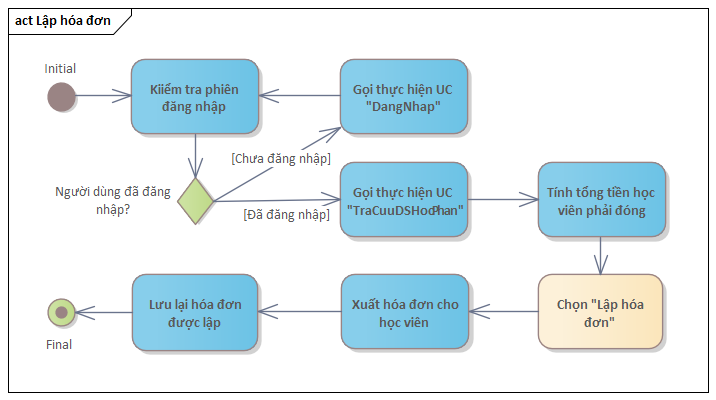 act Lập hóa đơn
Initial
Kiiểm tra phiên
đăng nhập
Gọi thực hiện UC
"DangNhap"
[Chưa đăng nhập]
Người dùng đã đăng
nhập?
[Đã đăng nhập]
Gọi thực hiện UC
"TraCuuDSHocPhan"
Tính tổng tiền học
viên phải đóng
Lưu lại hóa đơn
được lập
Xuất hóa đơn cho
học viên
Chọn "Lập hóa
đơn"
Final